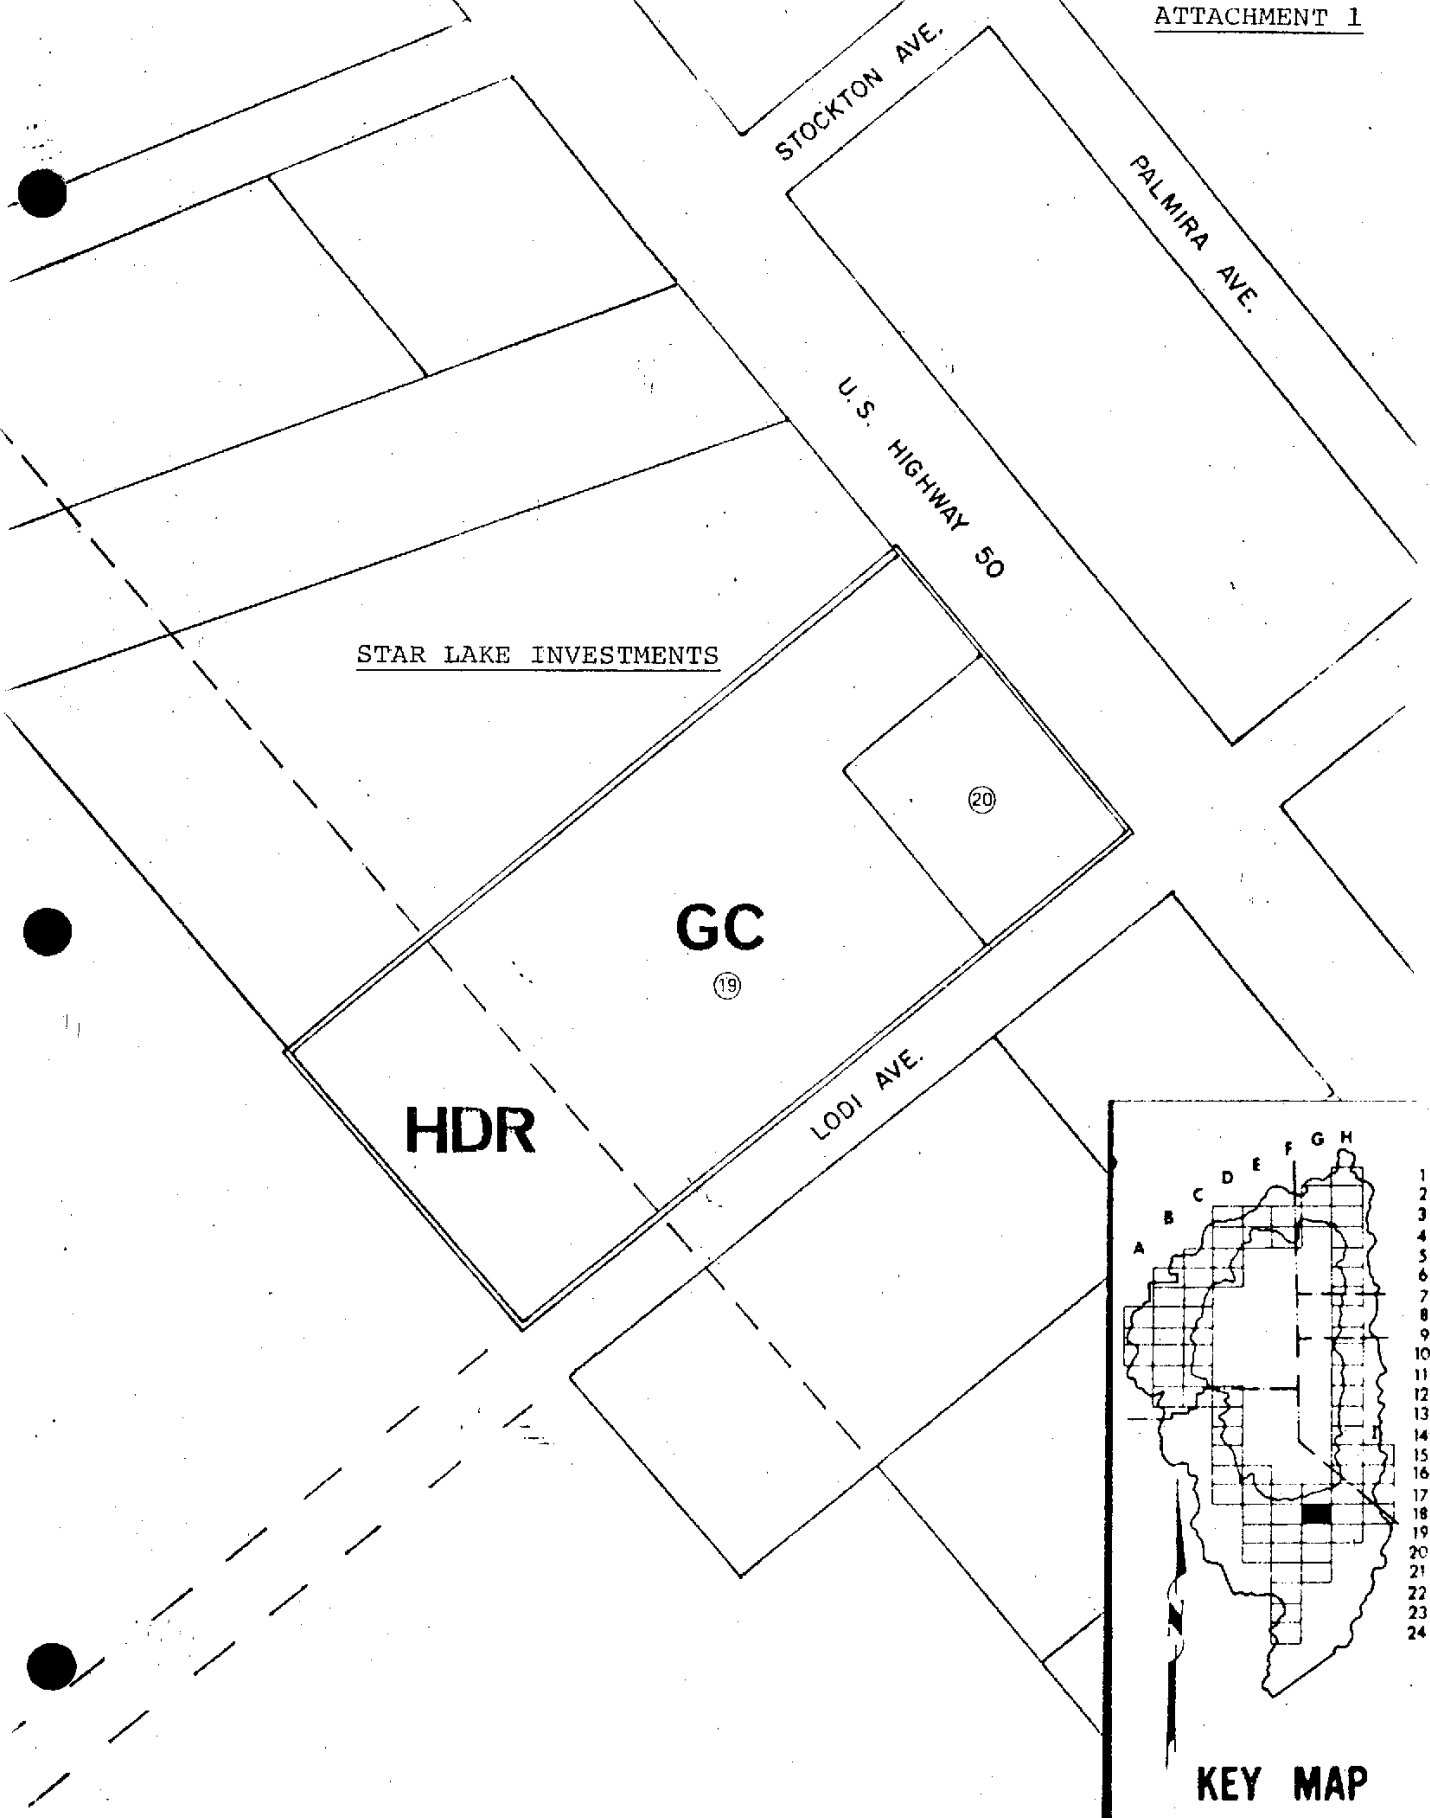 ATTACHMENT 1
STOCKTON AVE.
PALMIRA AVE.
U.S. HIGHWAY 50
STAR LAKE INVESTMENTS
20
GC
19
LODI AVE.
HDR
A B C D E F G H
1
2
3
4
5
6
7
8
9
10
11
12
13
14
I
15
16
17
18
19
20
21
22
23
24
KEY MAP